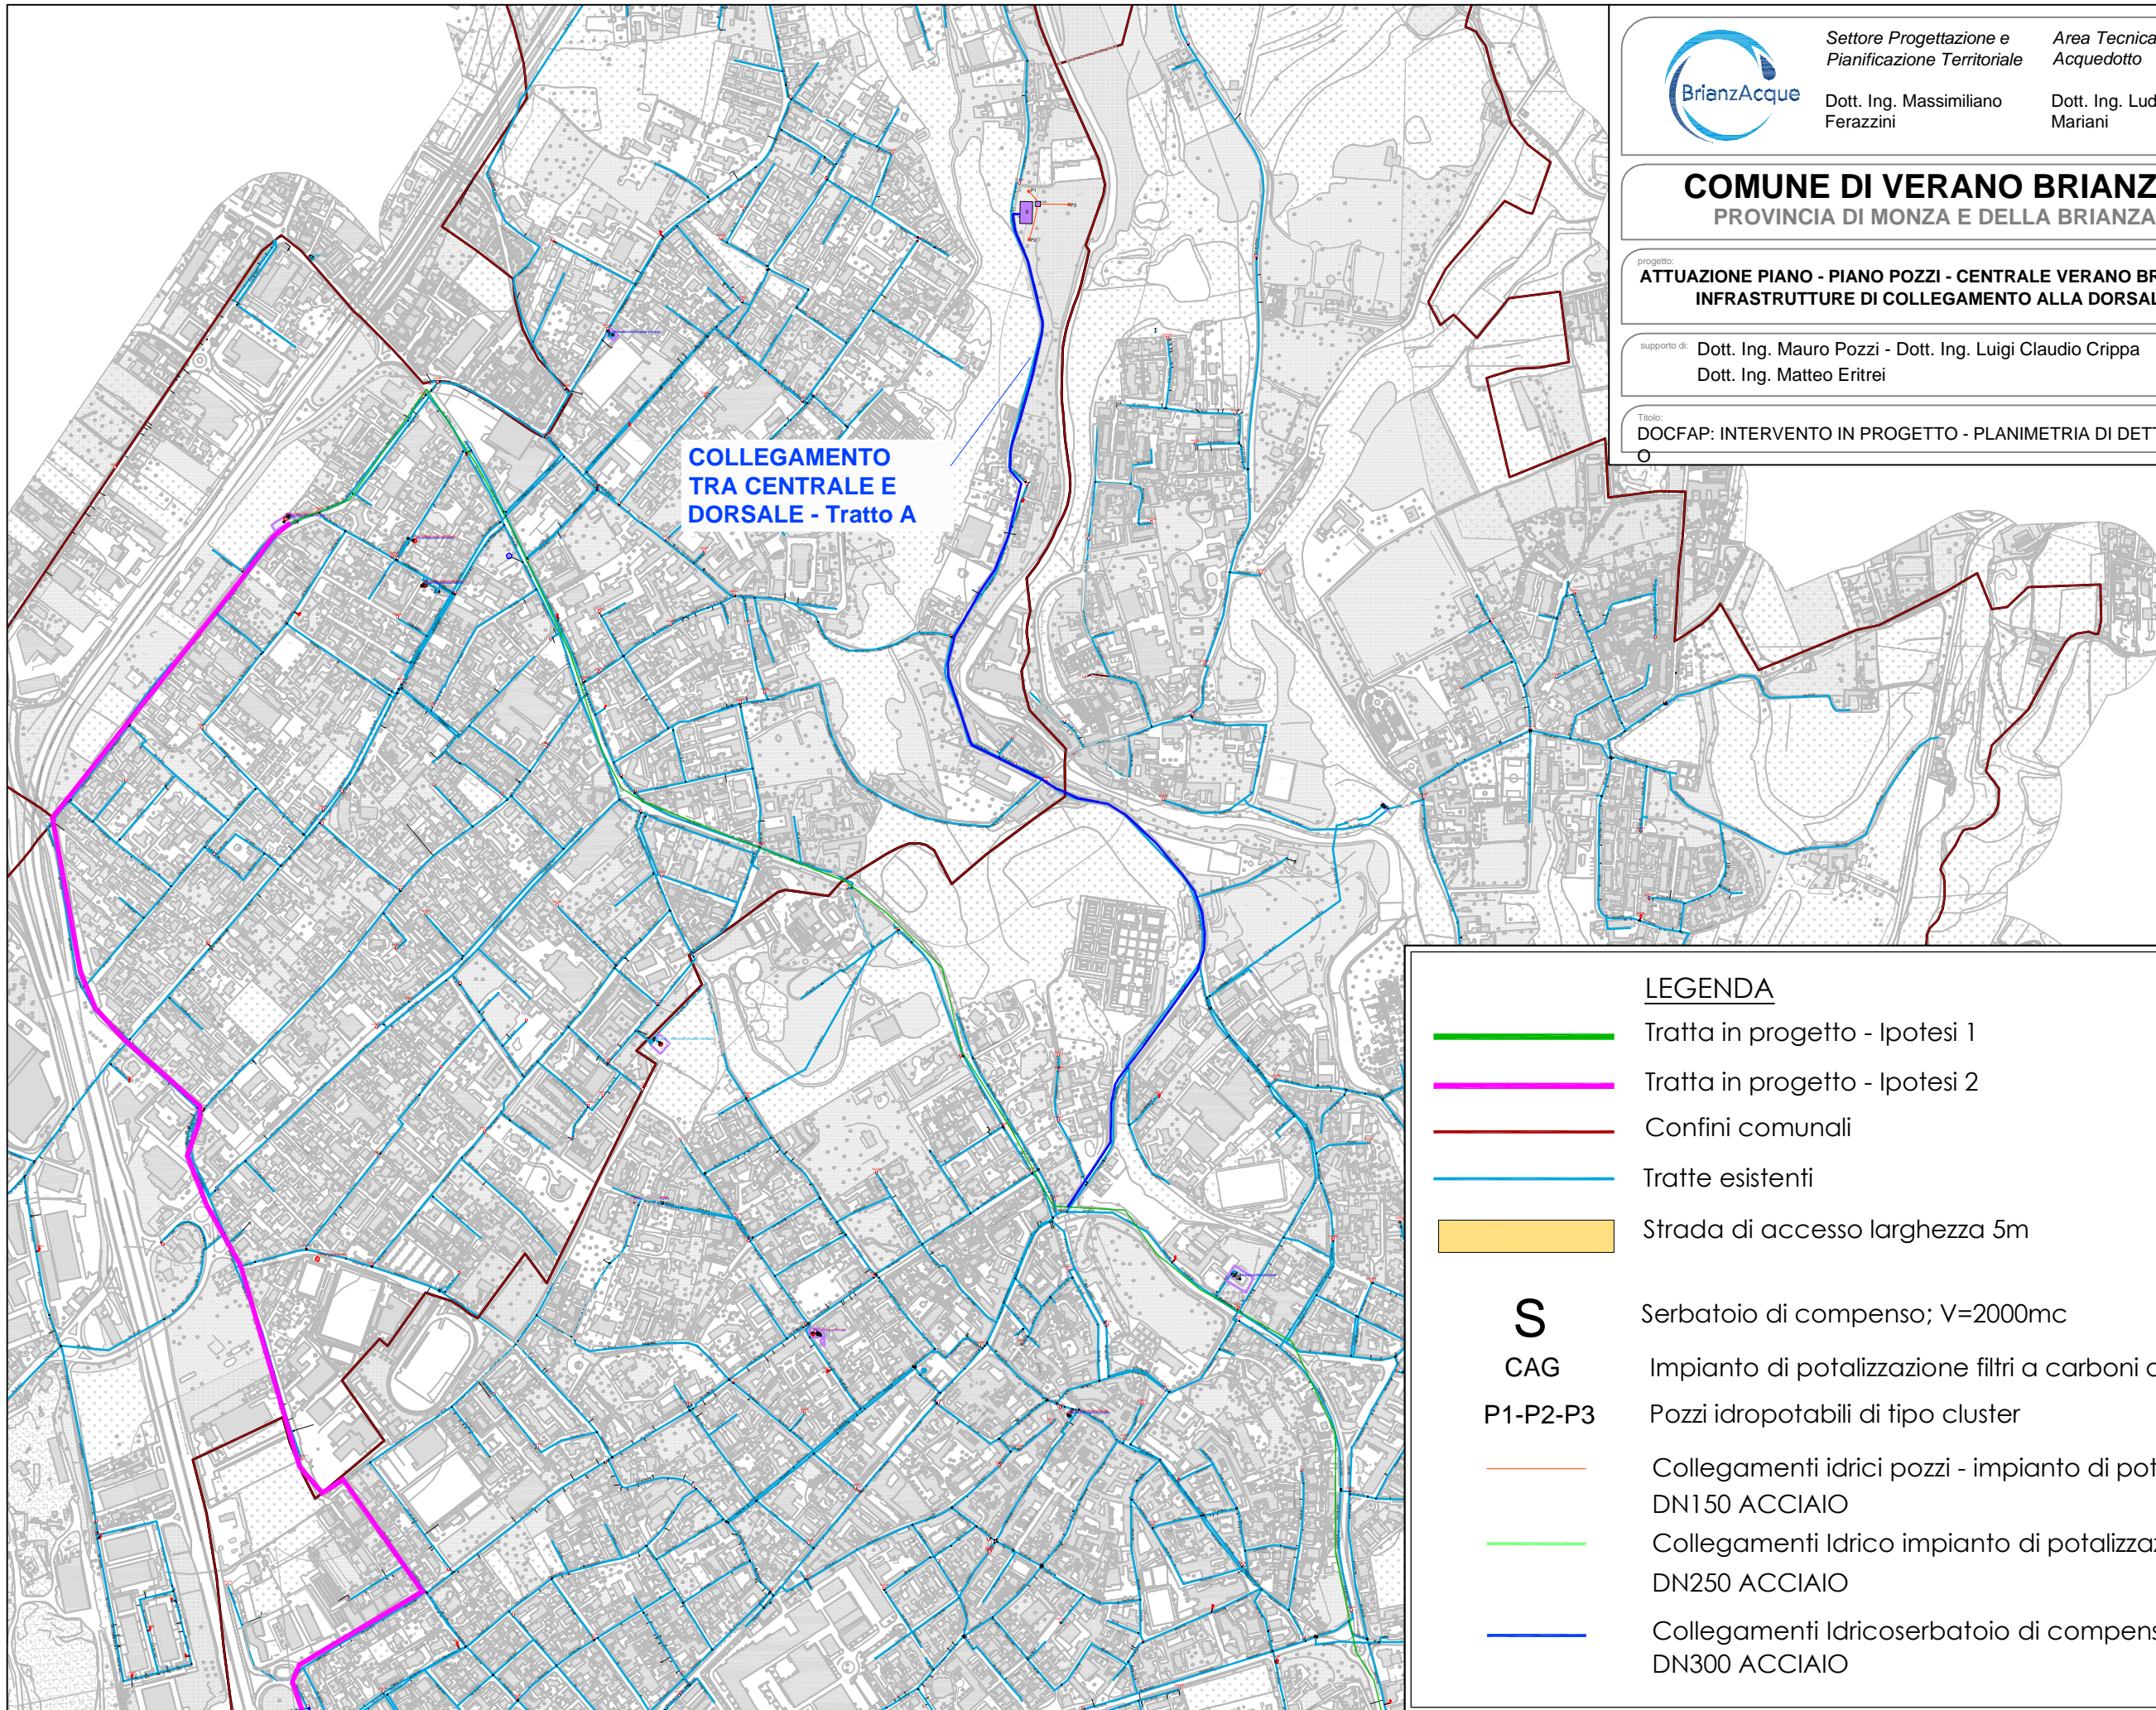 BrianzAcque
Settore Progettazione e
Pianificazione Territoriale
Dott. Ing. Massimiliano
Ferazzini
Area Tecnica
Acquedotto
Dott. Ing. Lud
Mariani
COMUNE DI VERANO BRIANZ
PROVINCIA DI MONZA E DELLA BRIANZA
progetto:
ATTUAZIONE PIANO - PIANO POZZI - CENTRALE VERANO BR
INFRASTRUTTURE DI COLLEGAMENTO ALLA DORSAL
supporto di: Dott. Ing. Mauro Pozzi - Dott. Ing. Luigi Claudio Crippa
Dott. Ing. Matteo Eritrei
Titolo:
DOCFAP: INTERVENTO IN PROGETTO - PLANIMETRIA DI DETT
O
COLLEGAMENTO
TRA CENTRALE E
DORSALE - Tratto A
LEGENDA
Tratta in progetto - Ipotesi 1
Tratta in progetto - Ipotesi 2
Confini comunali
Tratte esistenti
Strada di accesso larghezza 5m
S Serbatoio di compenso; V=2000mc
CAG Impianto di potalizzazione filtri a carboni a
P1-P2-P3 Pozzi idropotabili di tipo cluster
Collegamenti idrici pozzi - impianto di pot
DN150 ACCIAIO
Collegamenti Idrico impianto di potalizzaz
DN250 ACCIAIO
Collegamenti Idricoserbatoio di compens
DN300 ACCIAIO